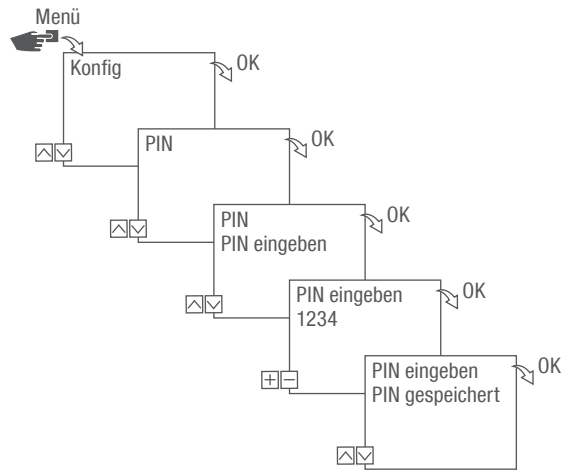 Menü
Konfig
OK
PIN
OK
PIN
PIN eingeben
OK
PIN eingeben
1234
OK
PIN eingeben
PIN gespeichert
OK